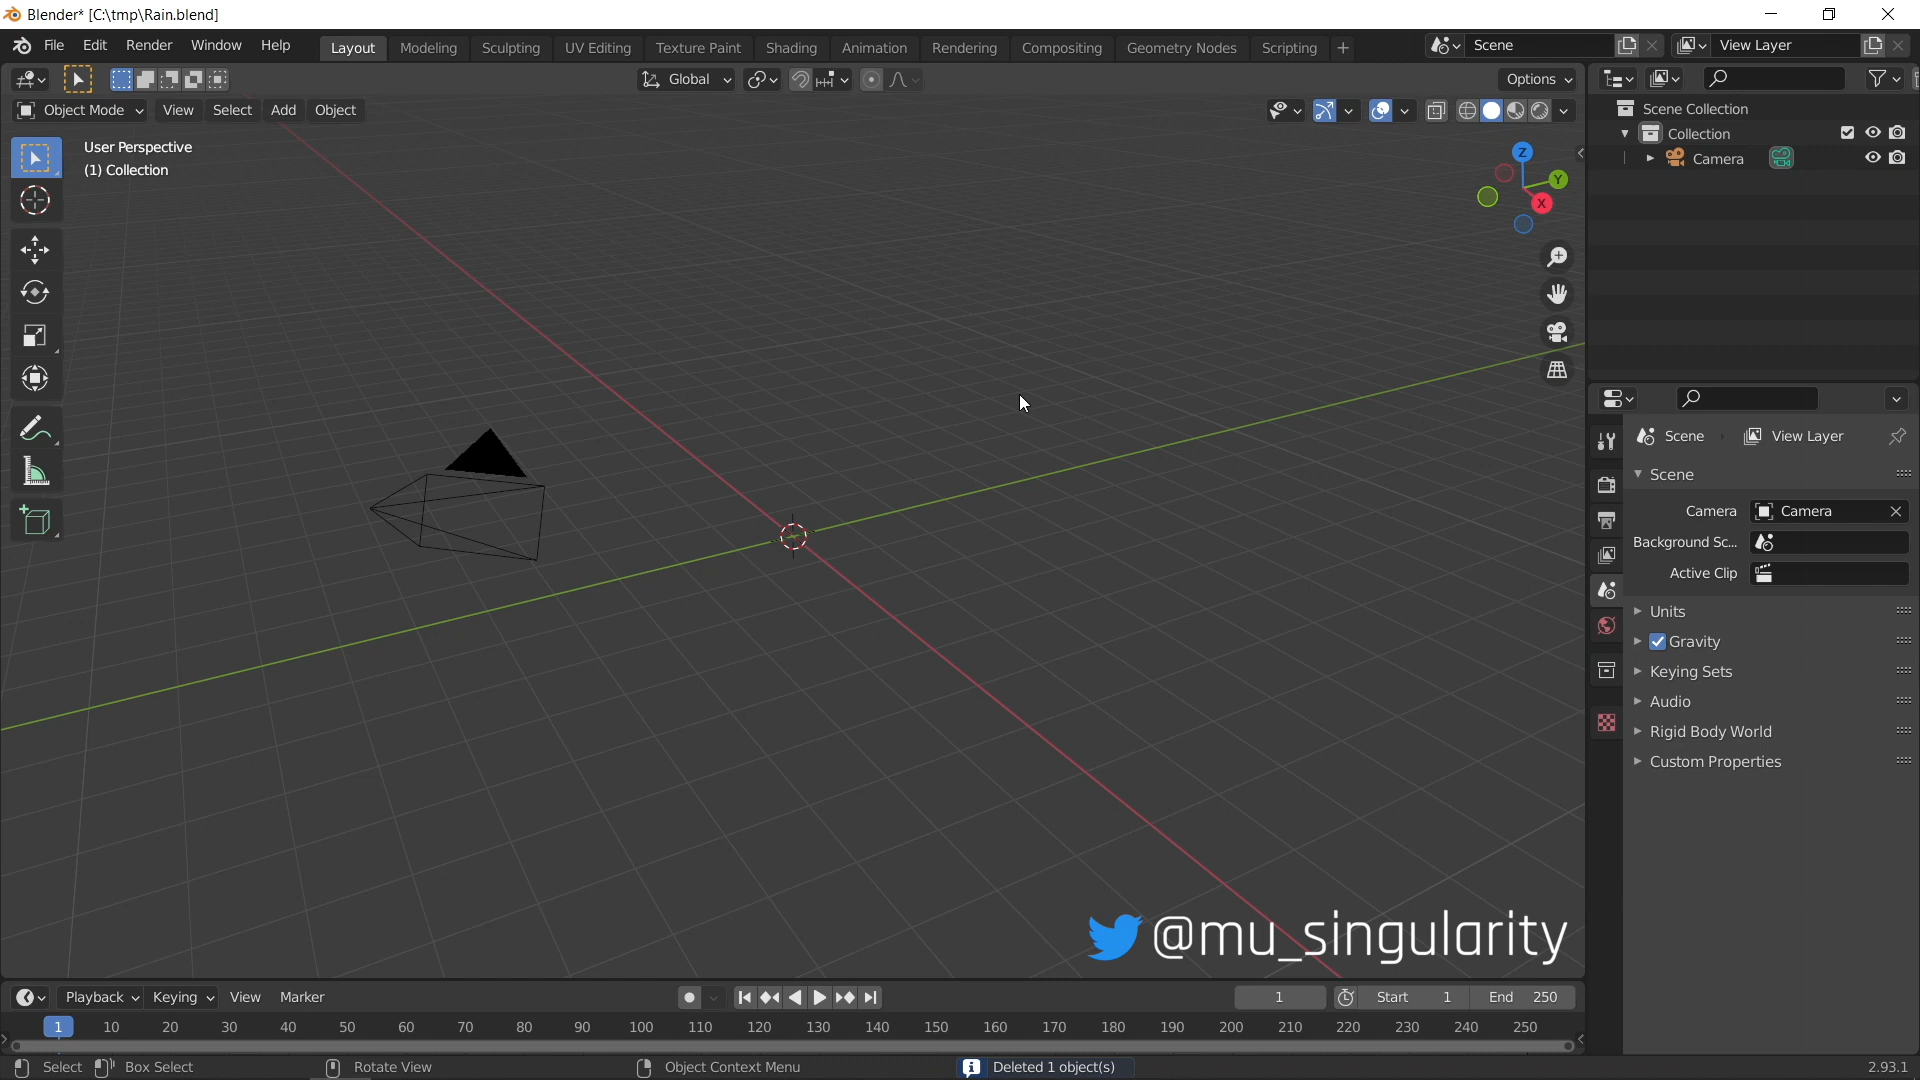 Blender* [C:\tmp\Rain.blend]
File Edit Render Window Help Layout Modeling Sculpting UV Editing Texture Paint Shading Animation Rendering Compositing Geometry Nodes Scripting + Scene View Layer
Global Options
Object Mode View Select Add Object
User Perspective
(1) Collection
Z
Y
X
Scene Collection
Collection
Camera
Scene View Layer
Scene
Camera Camera
Background Sc...
Active Clip
Units
Gravity
Keying Sets
Audio
Rigid Body World
Custom Properties
@mu_singularity
Playback Keying View Marker 1 Start 1 End 250
1 10 20 30 40 50 60 70 80 90 100 110 120 130 140 150 160 170 180 190 200 210 220 230 240 250
Select Box Select Rotate View Object Context Menu Deleted 1 object(s) 2.93.1